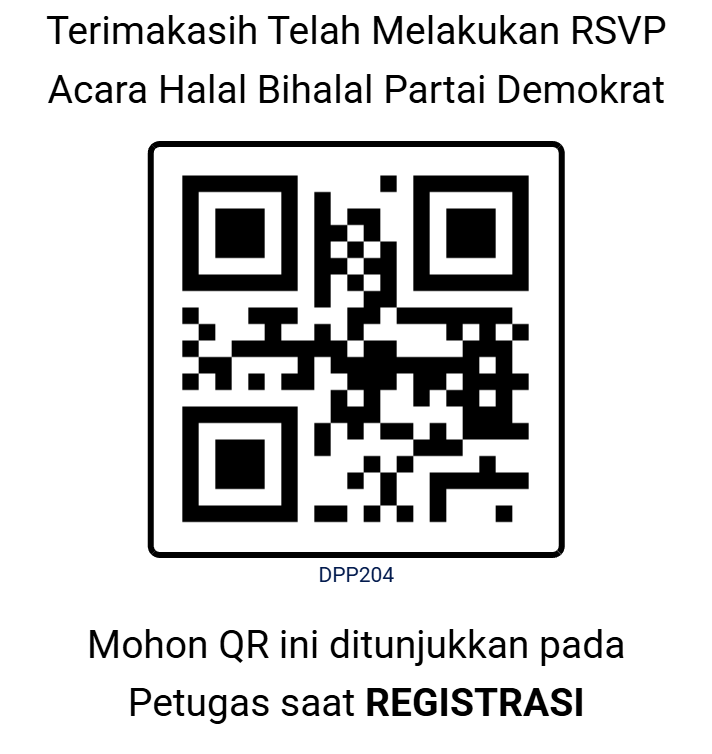 Terimakasih Telah Melakukan RSVP
Acara Halal Bihalal Partai Demokrat
DPP204
Mohon QR ini ditunjukkan pada
Petugas saat REGISTRASI